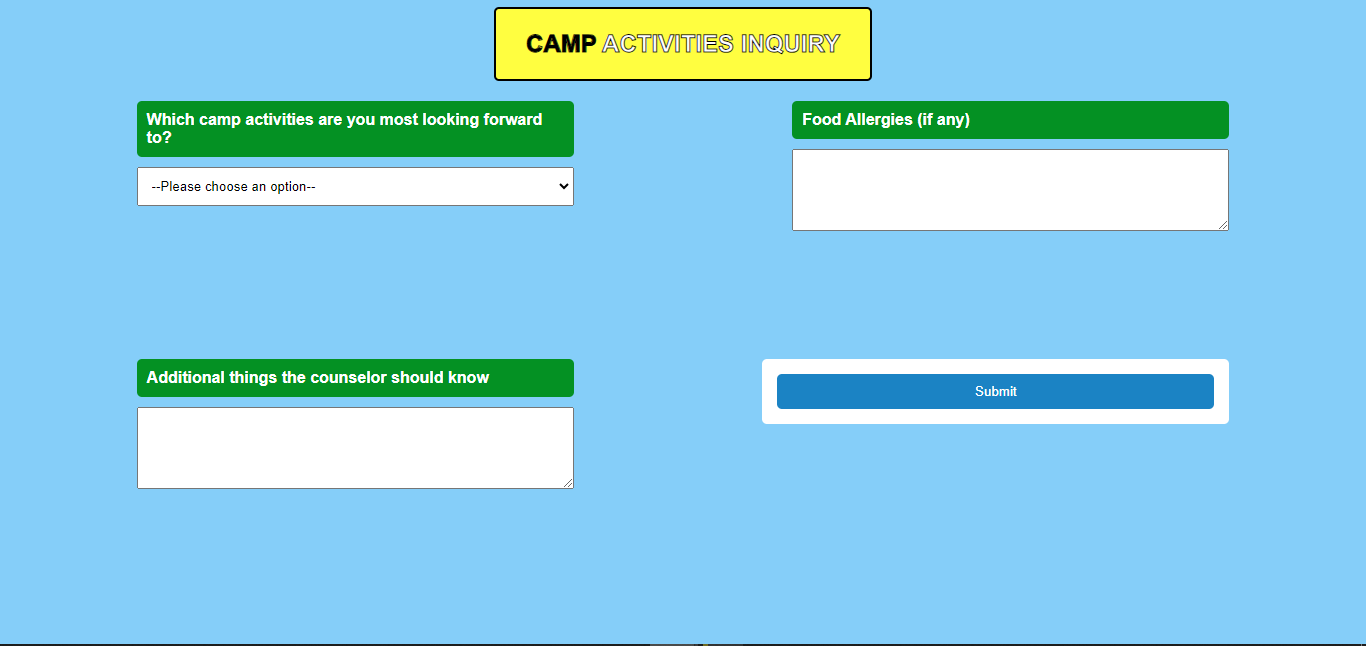 CAMP ACTIVITIES INQUIRY
Which camp activities are you most looking forward
to?
--Please choose an option--
Food Allergies (if any)
Additional things the counselor should know
Submit